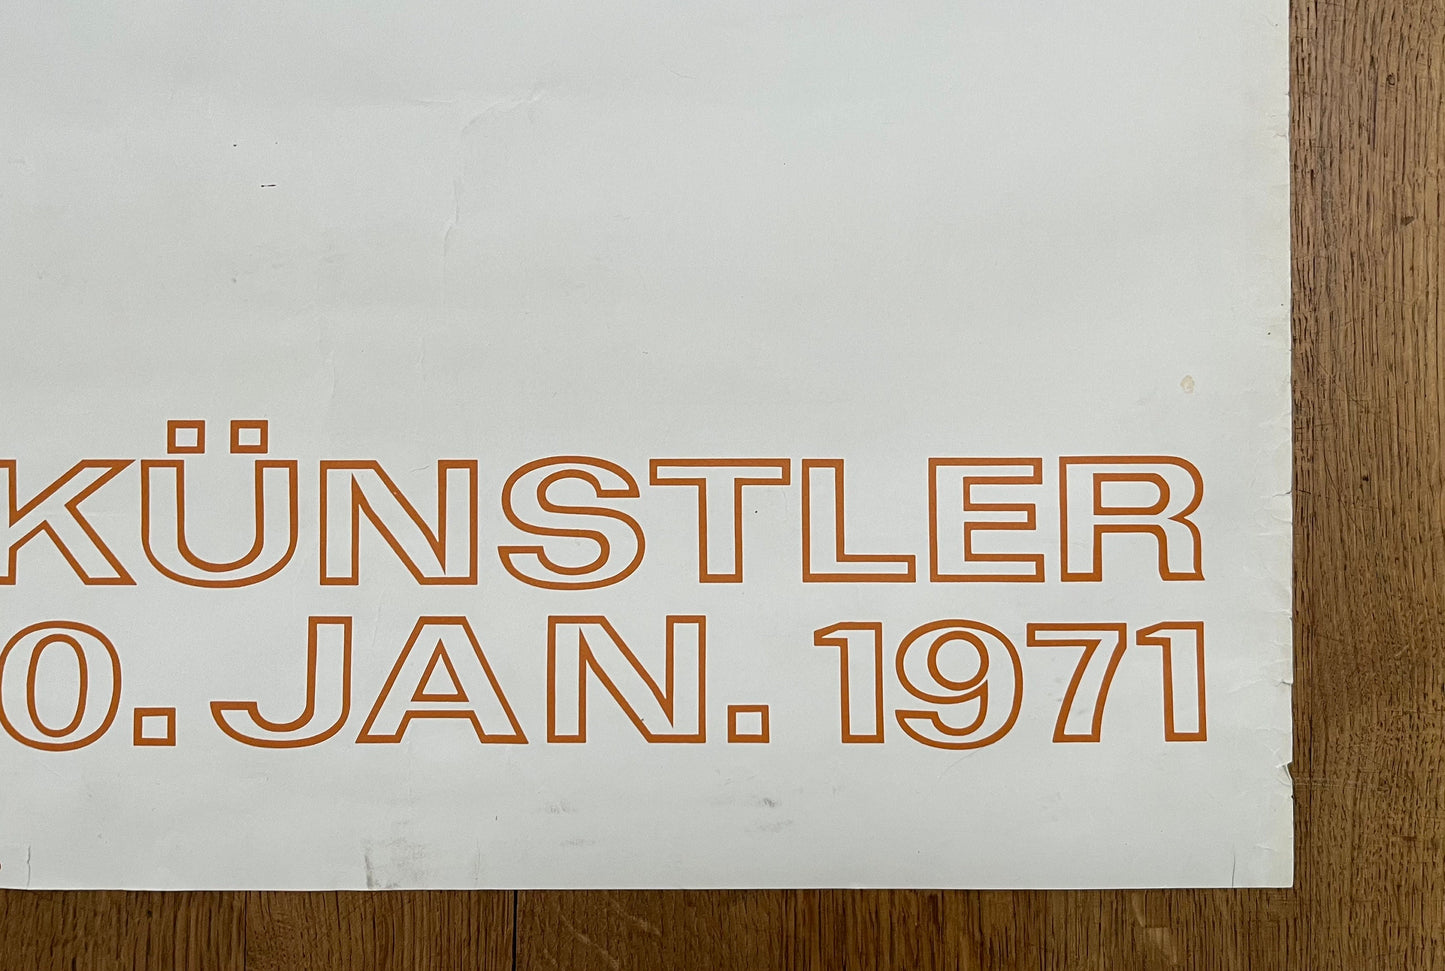 KÜNSTLER
0. JAN. 1971